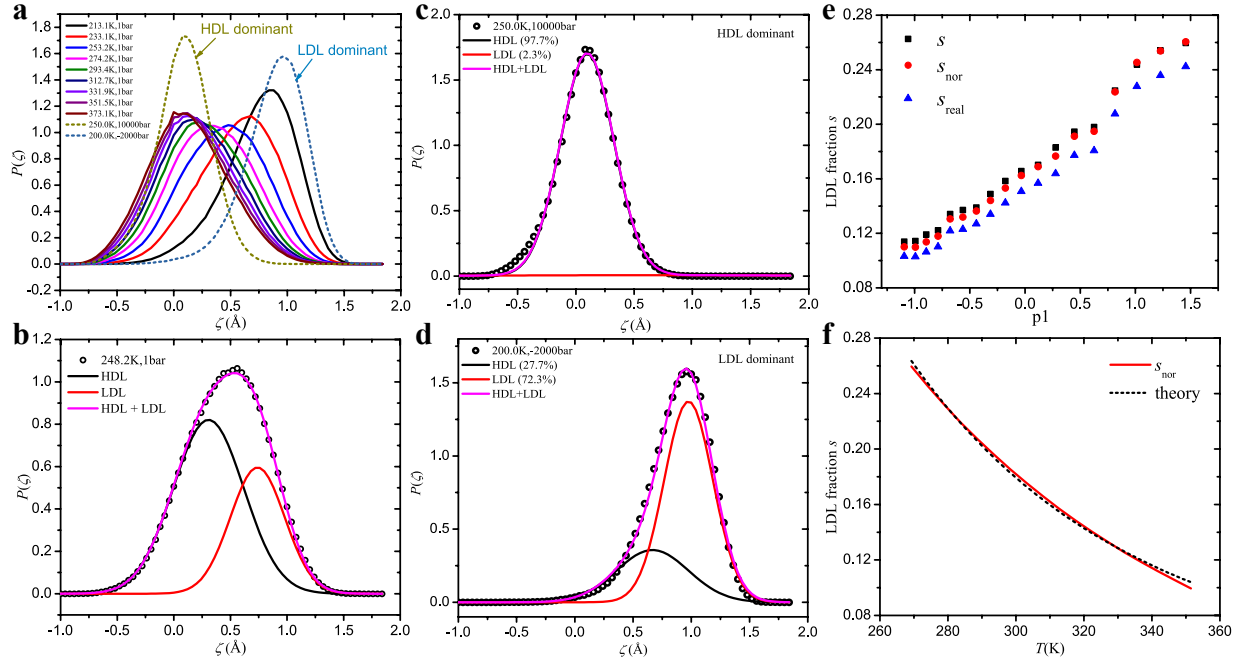 a
213.1K,1bar
233.1K,1bar
253.2K,1bar
274.2K,1bar
293.4K,1bar
312.7K,1bar
331.9K,1bar
351.5K,1bar
373.1K,1bar
250.0K,10000bar
200.0K,-2000bar
HDL dominant
LDL dominant
P(ζ)
1.8
1.6
1.4
1.2
1.0
0.8
0.6
0.4
0.2
0.0
-0.2
-1.0 -0.5 0.0 0.5 1.0 1.5 2.0
ζ (Å)
b
248.2K,1bar
HDL
LDL
HDL + LDL
P(ζ)
1.2
1.0
0.8
0.6
0.4
0.2
0.0
-1.0 -0.5 0.0 0.5 1.0 1.5 2.0
ζ (Å)
c
250.0K,10000bar
HDL (97.7%)
LDL (2.3%)
HDL+LDL
HDL dominant
P(ζ)
2.0
1.5
1.0
0.5
0.0
-1.0 -0.5 0.0 0.5 1.0 1.5 2.0
ζ (Å)
d
200.0K,-2000bar
HDL (27.7%)
LDL (72.3%)
HDL+LDL
LDL dominant
P(ζ)
1.5
1.0
0.5
0.0
-1.0 -0.5 0.0 0.5 1.0 1.5 2.0
ζ (Å)
e
s
s nor
s real
LDL fraction s
0.28
0.24
0.20
0.16
0.12
0.08
-1.0 -0.5 0.0 0.5 1.0 1.5
p1
f
s nor
theory
LDL fraction s
0.28
0.24
0.20
0.16
0.12
0.08
260 280 300 320 340 360
T(K)